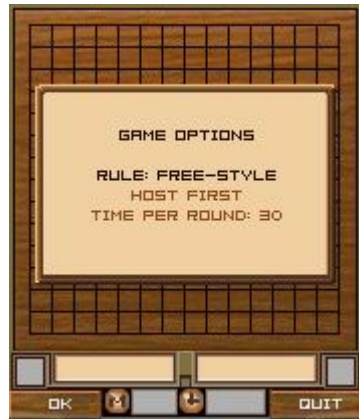 GAME OPTIONS
RULE: FREE-STYLE
HOST FIRST
TIME PER ROUND: 30
OK M QUIT